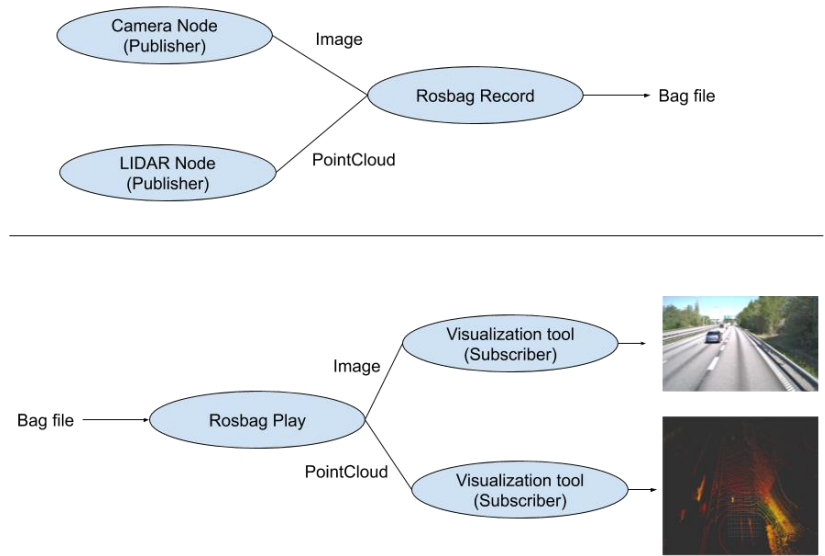 Camera Node
(Publisher)
Image
Rosbag Record
Bag file
LIDAR Node
(Publisher)
PointCloud
Visualization tool
(Subscriber)
Image
Bag file
Rosbag Play
PointCloud
Visualization tool
(Subscriber)